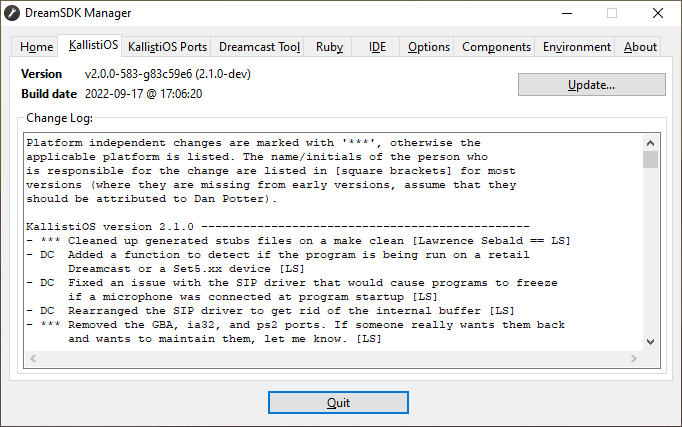 DreamSDK Manager
Home KallistiOS KallistiOS Ports Dreamcast Tool Ruby IDE Options Components Environment About
Version v2.0.0-583-g83c59e6 (2.1.0-dev)
Build date 2022-09-17 @ 17:06:20
Update...
Change Log:
Platform independent changes are marked with '***', otherwise the
applicable platform is listed. The name/initials of the person who
is responsible for the change are listed in [square brackets] for most
versions (where they are missing from early versions, assume that they
should be attributed to Dan Potter).
KallistiOS version 2.1.0 -----------------------------------------------
- *** Cleaned up generated stubs files on a make clean [Lawrence Sebald == LS]
- DC  Added a function to detect if the program is being run on a retail
Dreamcast or a Set5.xx device [LS]
- DC  Fixed an issue with the SIP driver that would cause programs to freeze
if a microphone was connected at program startup [LS]
- DC  Rearranged the SIP driver to get rid of the internal buffer [LS]
- *** Removed the GBA, ia32, and ps2 ports. If someone really wants them back
and wants to maintain them, let me know. [LS]
Quit